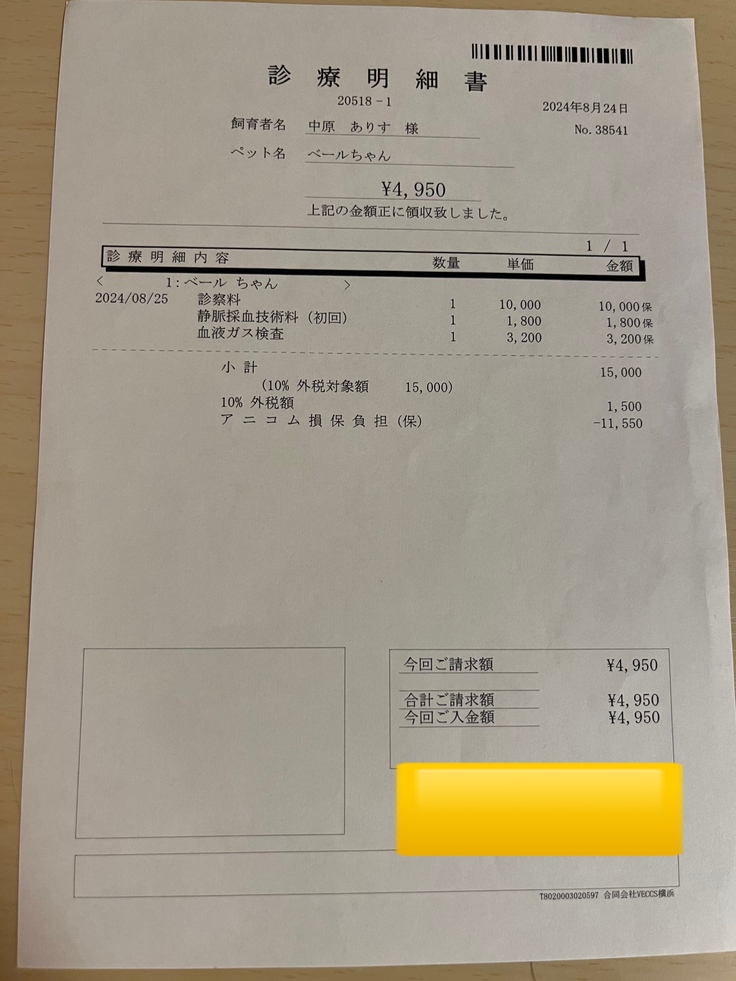 診療明細書
20518-1
2024年8月24日
飼育者名 中原 ありす 様
No.38541
ペット名 ベールちゃん
¥4,950
上記の金額正に領収致しました。
1 / 1
診療明細内容 数量 単価 金額
< 1:ベール ちゃん >
2024/08/25 診察料 1 10,000 10,000保
静脈採血技術料（初回） 1 1,800 1,800保
血液ガス検査 1 3,200 3,200保
小計 15,000
(10% 外税対象額 15,000)
10% 外税額 1,500
アニコム損保負担(保) -11,550
今回ご請求額 ¥4,950
合計ご請求額 ¥4,950
今回ご入金額 ¥4,950
T8020003020597 合同会社VECCS横浜